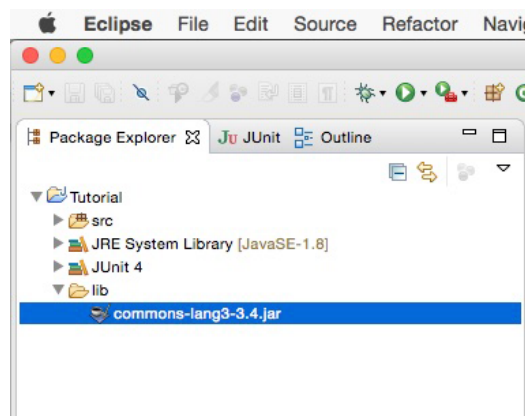 Eclipse File Edit Source Refactor
Package Explorer JUnit Outline
Tutorial
src
JRE System Library [JavaSE-1.8]
JUnit 4
lib
commons-lang3-3.4.jar